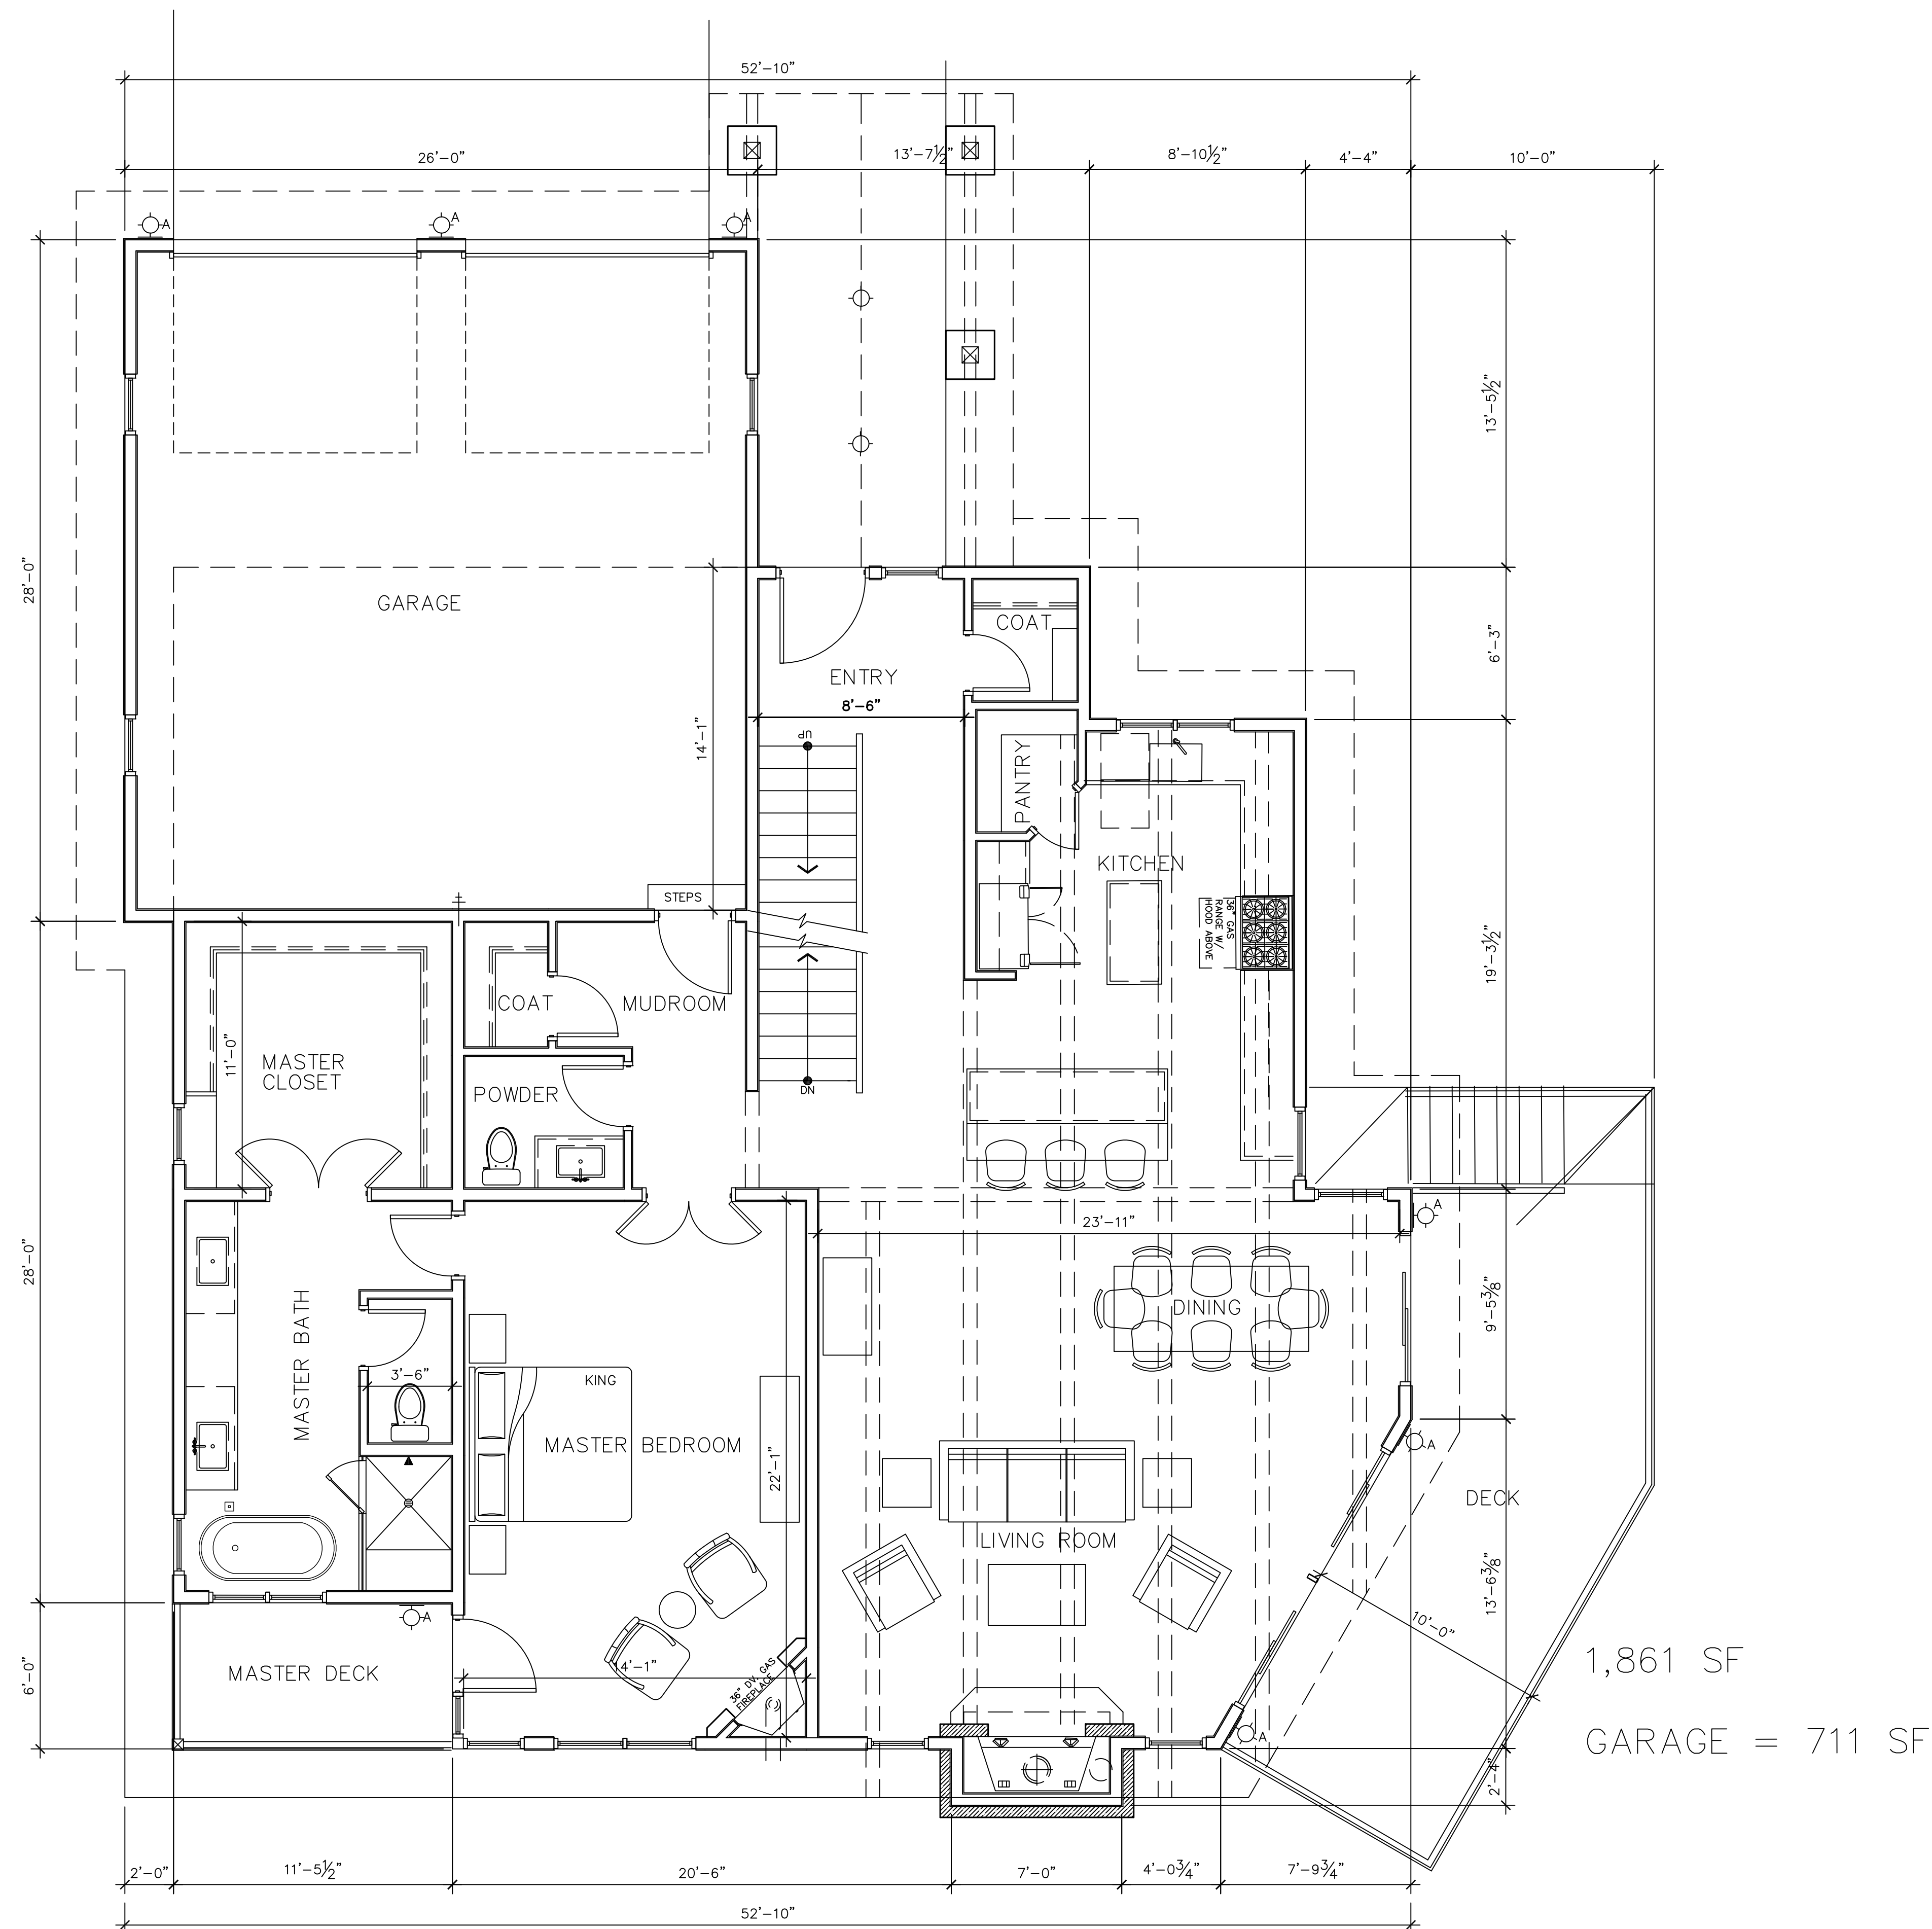 52'-10"
26'-0"
13'-7½"
8'-10½"
4'-4"
10'-0"
A
A
A
28'-0"
13'-5½"
GARAGE
COAT
ENTRY
6'-3"
8'-6"
14'-1"
UP
PANTRY
KITCHEN
STEPS
36" GAS
RANGE W/
HOOD ABOVE
19'-3½"
COAT
MUDROOM
MASTER
CLOSET
11'-0"
POWDER
DN
23'-11"
A
28'-0"
MASTER BATH
DINING
9'-5⅜"
3'-6"
KING
MASTER BEDROOM
22'-1"
A
DECK
LIVING ROOM
13'-6⅜"
10'-0"
A
6'-0"
MASTER DECK
14'-1"
36" DV. GAS
FIREPLACE
A
2'-4"
1,861 SF
GARAGE = 711 SF
2'-0"
11'-5½"
20'-6"
7'-0"
4'-0¾"
7'-9¾"
52'-10"